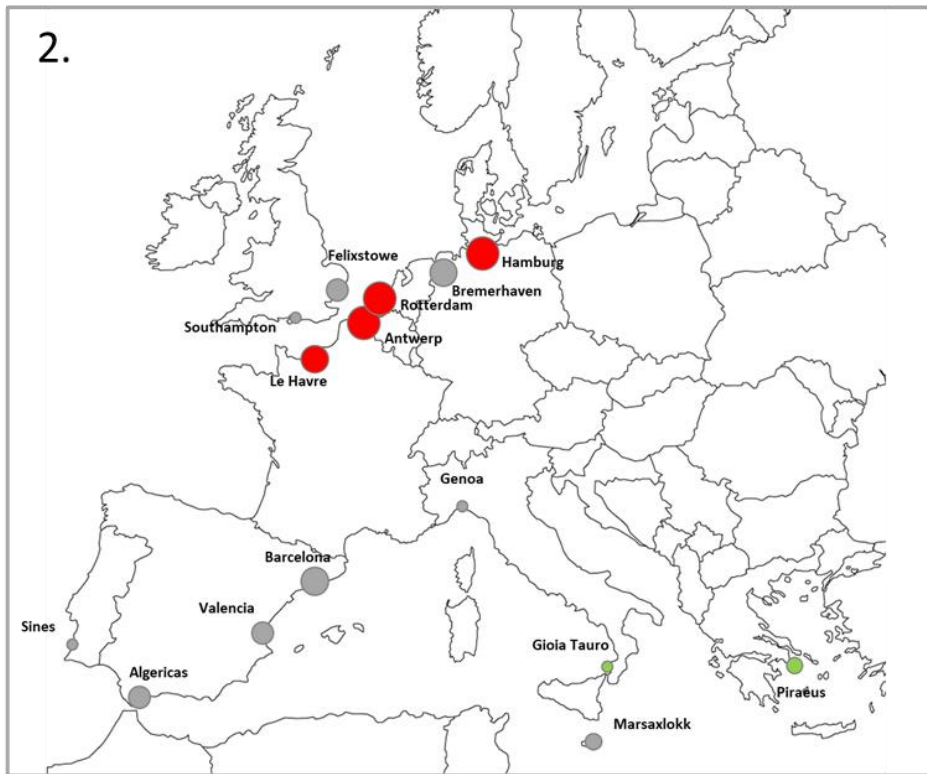 2.
Felixstowe
Hamburg
Bremerhaven
Rotterdam
Southampton
Antwerp
Le Havre
Genoa
Barcelona
Valencia
Sines
Gioia Tauro
Algericas
Piraeus
Marsaxlokk